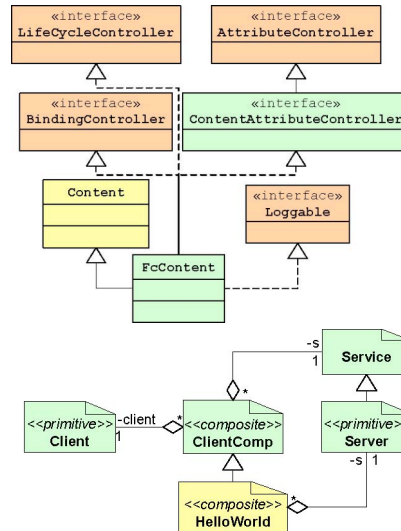 «interface»
LifeCycleController
«interface»
AttributeController
«interface»
BindingController
«interface»
ContentAttributeController
Content
«interface»
Loggable
FcContent
-s
1
Service
*
<<primitive>>
Client
-client
1
*
<<composite>>
ClientComp
<<primitive>>
Server
-s
1
<<composite>>
HelloWorld
*